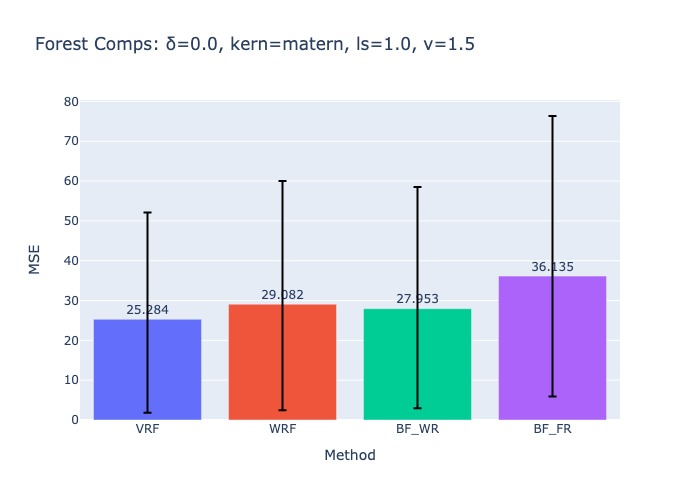 Forest Comps: δ=0.0, kern=matern, ls=1.0, v=1.5
80
70
60
50
40
30
20
10
0
MSE
25.284
29.082
27.953
36.135
VRF
WRF
BF_WR
BF_FR
Method